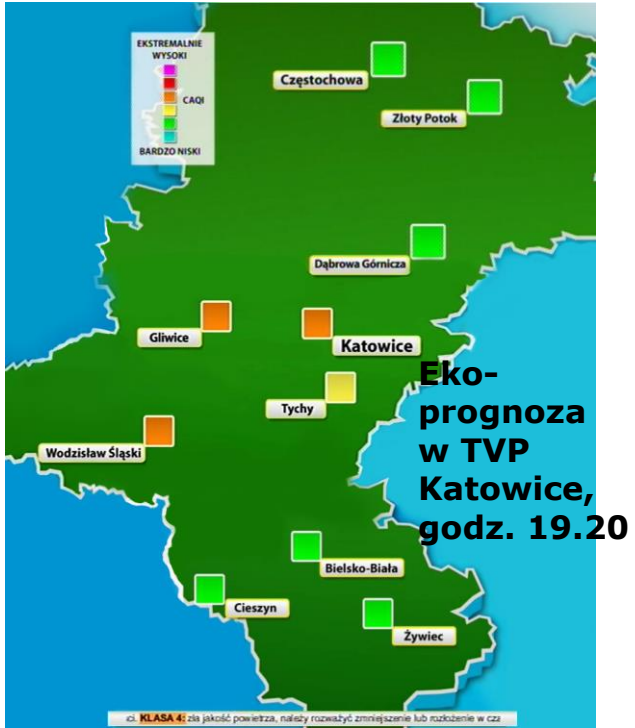 EKSTREMALNIE
WYSOKI
CAQI
BARDZO NISKI
Częstochowa
Złoty Potok
Dąbrowa Górnicza
Gliwice
Katowice
Tychy
Wodzisław Śląski
Eko-
prognoza
w TVP
Katowice,
godz. 19.20
Bielsko-Biała
Cieszyn
Żywiec
ci. KLASA 4: zła jakość powietrza, należy rozważyć zmniejszenie lub rozłożenie w cza